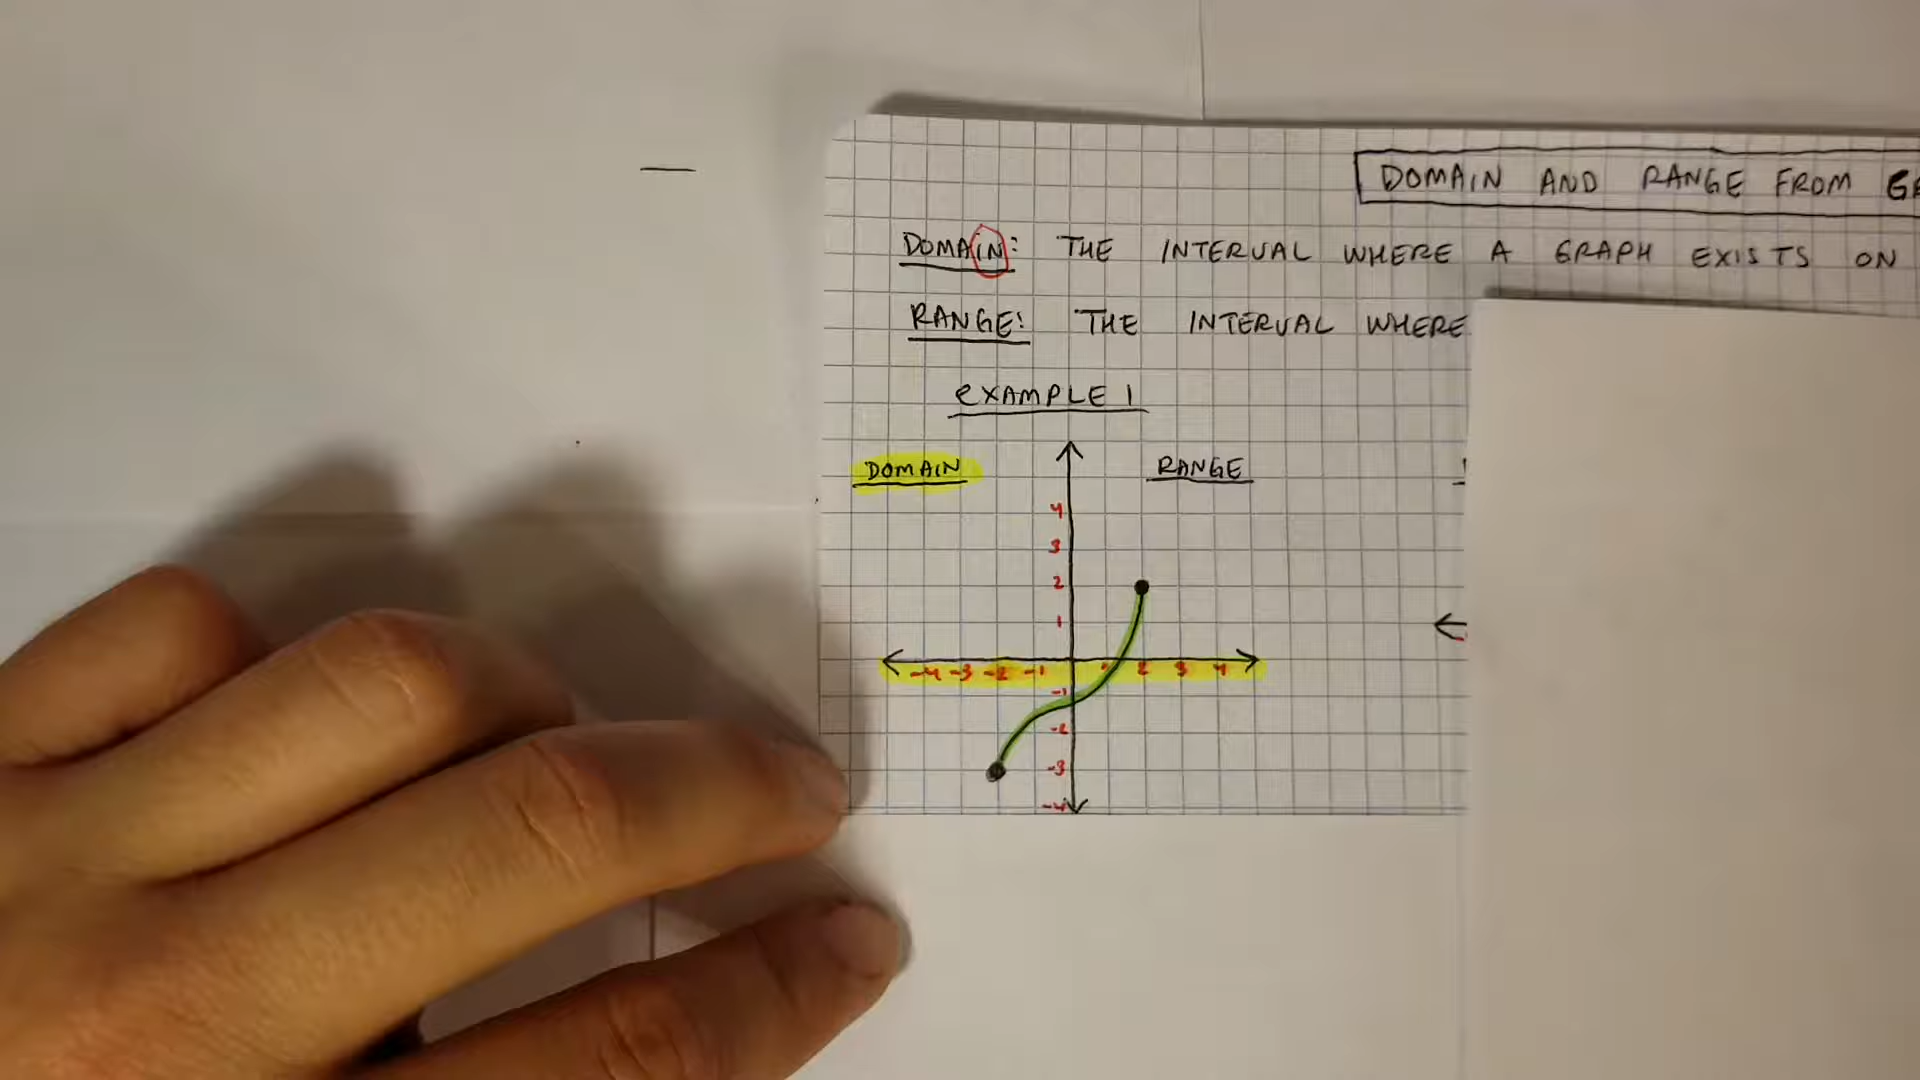 DOMAIN AND RANGE FROM
DOMAIN: THE INTERVAL WHERE A GRAPH EXISTS ON
RANGE: THE INTERVAL WHERE
EXAMPLE 1
DOMAIN RANGE
4
3
2
1
-4 -3 -2 -1 2 3 4
-1
-2
-3
-4